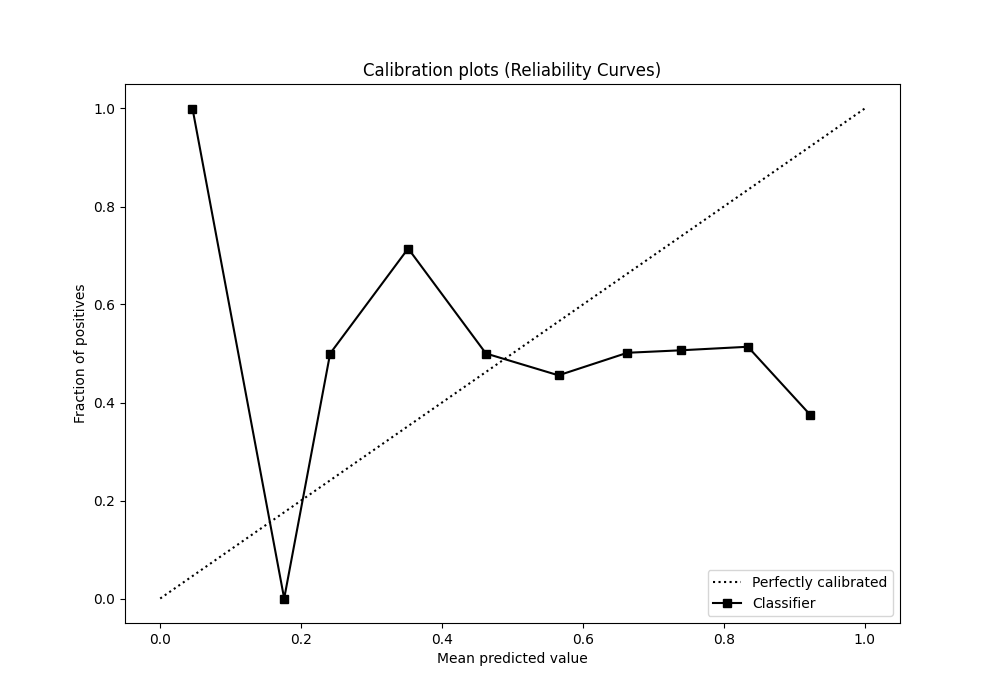 Calibration plots (Reliability Curves)
Fraction of positives
1.0
0.8
0.6
0.4
0.2
0.0
0.0 0.2 0.4 0.6 0.8 1.0
Mean predicted value
Perfectly calibrated
Classifier